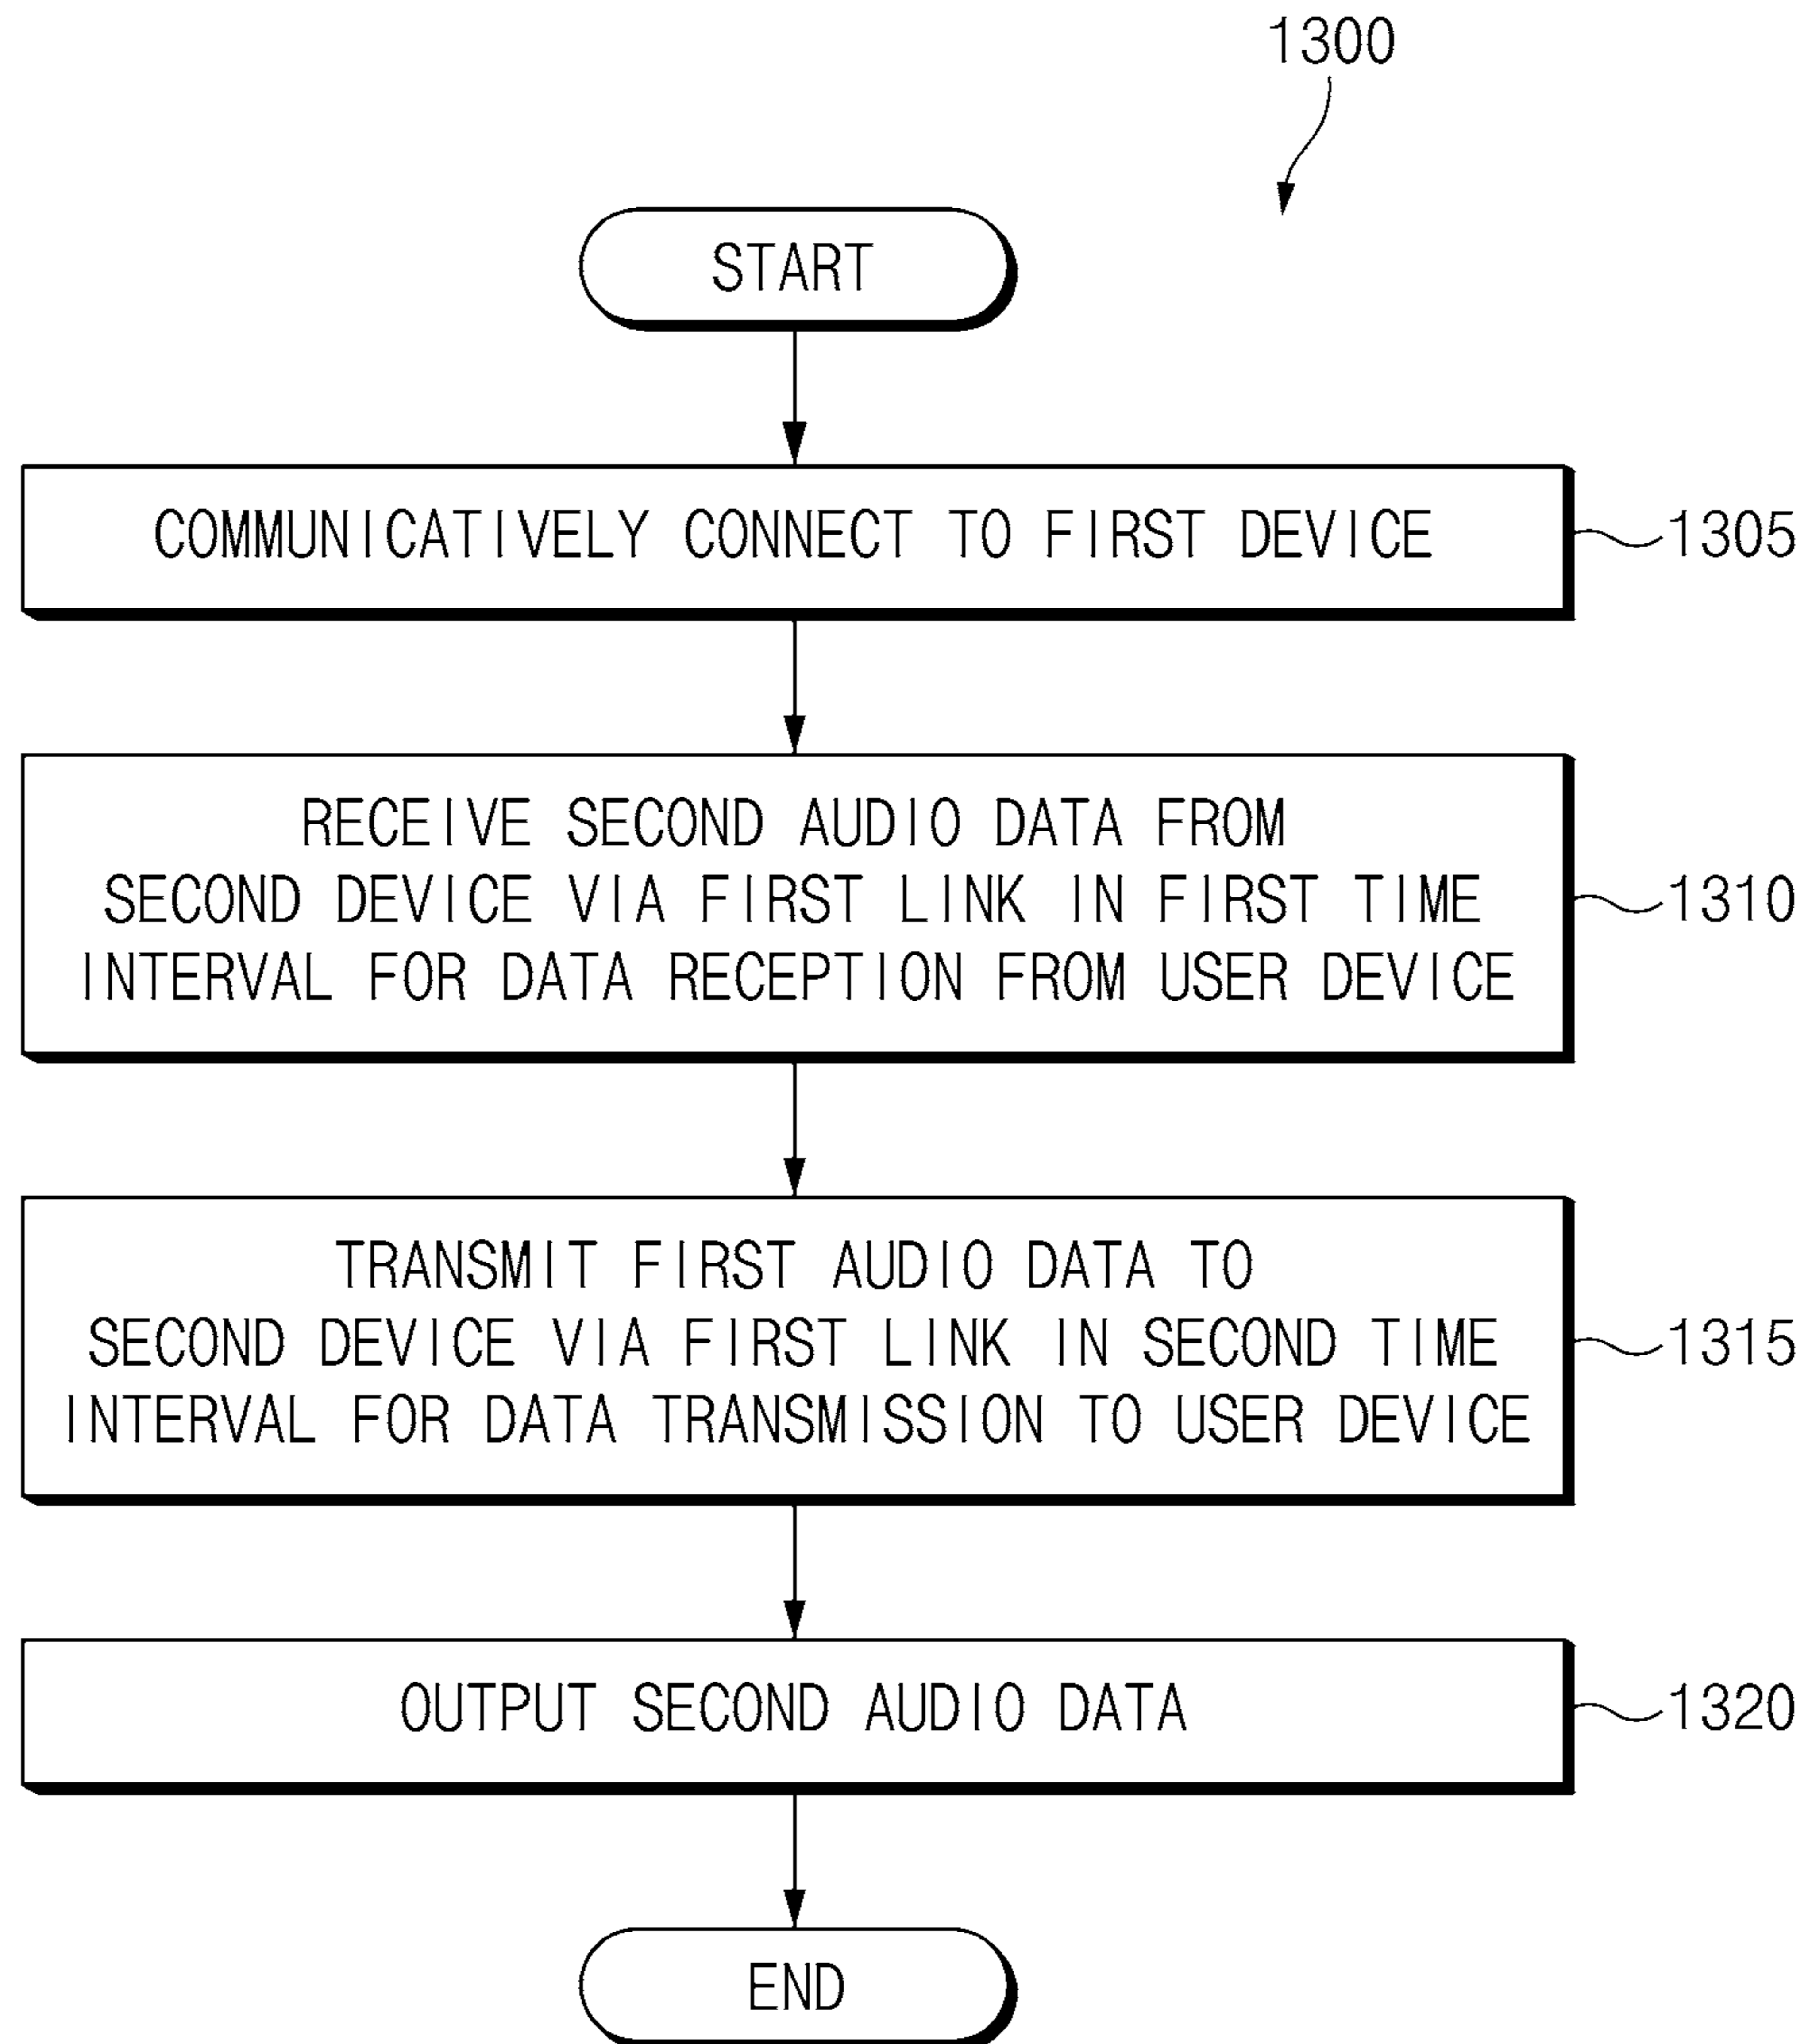 1300
START
COMMUNICATIVELY CONNECT TO FIRST DEVICE
1305
RECEIVE SECOND AUDIO DATA FROM
SECOND DEVICE VIA FIRST LINK IN FIRST TIME
INTERVAL FOR DATA RECEPTION FROM USER DEVICE
1310
TRANSMIT FIRST AUDIO DATA TO
SECOND DEVICE VIA FIRST LINK IN SECOND TIME
INTERVAL FOR DATA TRANSMISSION TO USER DEVICE
1315
OUTPUT SECOND AUDIO DATA
1320
END